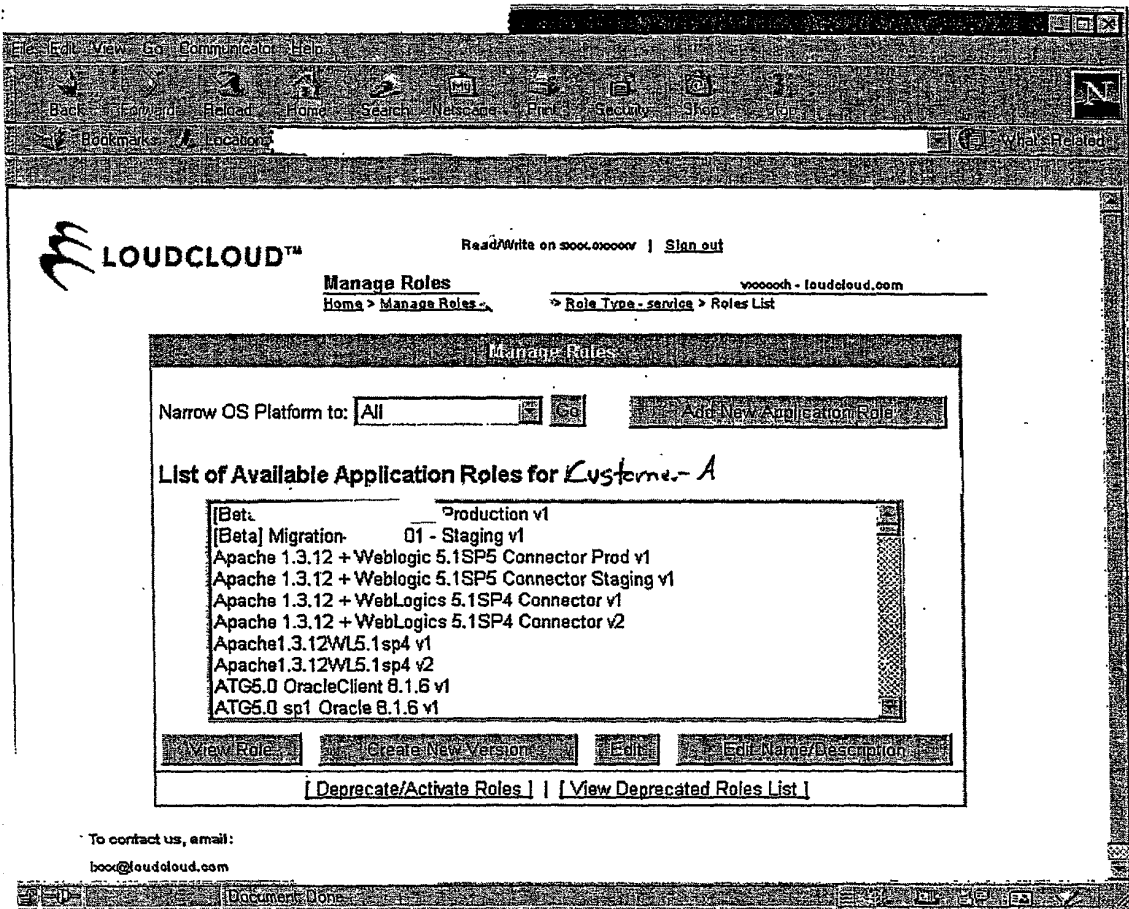 File Edit View Go Communicator Help
Back Forward Reload Home Search Netscape Print Security Shop Stop
Bookmarks Location: What's Related
LOUDCLOUD™
Read/Write on | Sign out
Manage Roles
- loudcloud.com
Home > Manage Roles - > Role Type - service > Roles List
Manage Roles
Narrow OS Platform to: All Go Add New Application Role
List of Available Application Roles for Customer-A
[Beta Production v1
[Beta] Migration- 01 - Staging v1
Apache 1.3.12 + Weblogic 5.1SP5 Connector Prod v1
Apache 1.3.12 + Weblogic 5.1SP5 Connector Staging v1
Apache 1.3.12 + WebLogics 5.1SP4 Connector v1
Apache 1.3.12 + WebLogics 5.1SP4 Connector v2
Apache1.3.12WL5.1sp4 v1
Apache1.3.12WL5.1sp4 v2
ATG5.0 OracleClient 8.1.6 v1
ATG5.0 sp1 Oracle 8.1.6 v1
View Role Create New Version Edit Edit Name/Description
[ Deprecate/Activate Roles ] | [ View Deprecated Roles List ]
To contact us, email:
bxxx@loudcloud.com
Document: Done